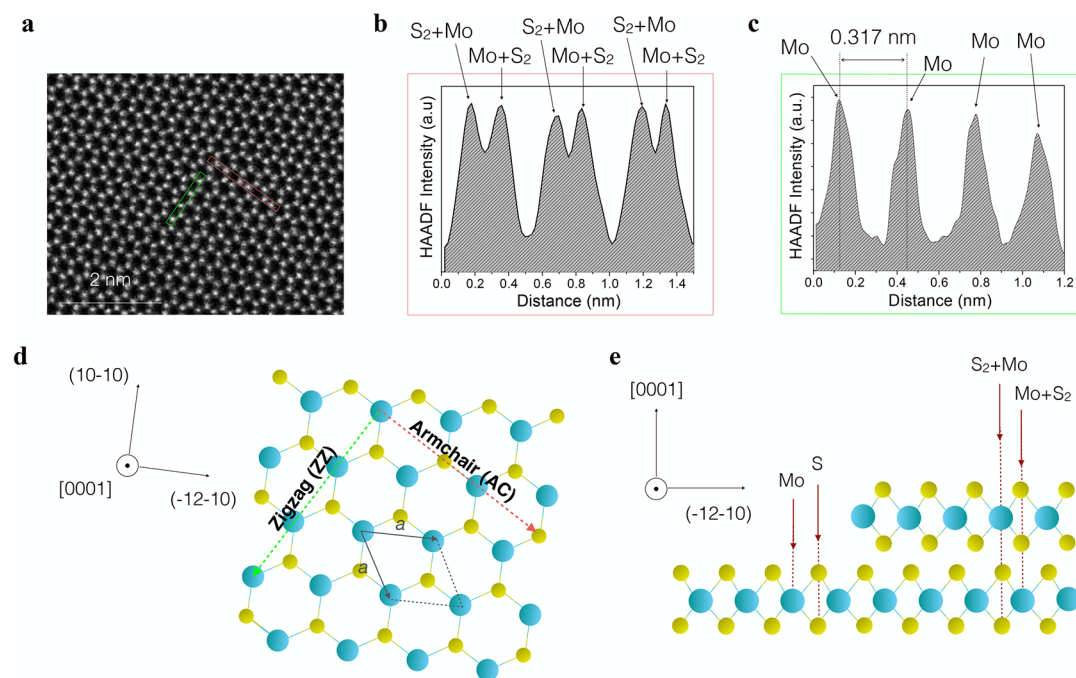 a
2 nm
b
S₂+Mo S₂+Mo S₂+Mo
Mo+S₂ Mo+S₂ Mo+S₂
HAADF Intensity (a.u)
0.0 0.2 0.4 0.6 0.8 1.0 1.2 1.4
Distance (nm)
c
0.317 nm
Mo Mo Mo Mo
HAADF Intensity (a.u.)
0.0 0.2 0.4 0.6 0.8 1.0 1.2
Distance (nm)
d
(10-10)
[0001]
(-12-10)
Zigzag (ZZ)
Armchair (AC)
a
a
e
[0001]
(-12-10)
Mo
S
S₂+Mo
Mo+S₂